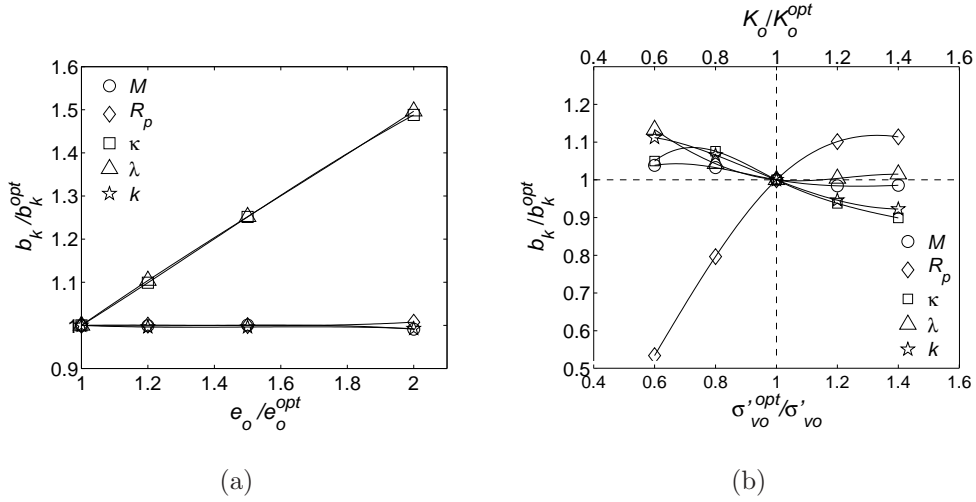 K_o/K_o^opt
0.4 0.6 0.8 1 1.2 1.4 1.6
1.6
1.5
1.4
1.3
1.2
1.1
1
0.9
b_k/b_k^opt
M
R_p
κ
λ
k
1 1.2 1.4 1.6 1.8 2
e_o/e_o^opt
1.2
1.1
1
0.9
0.8
0.7
0.6
0.5
b_k/b_k^opt
M
R_p
κ
λ
k
0.4 0.6 0.8 1 1.2 1.4 1.6
σ'_vo^opt/σ'_vo
(a)
(b)